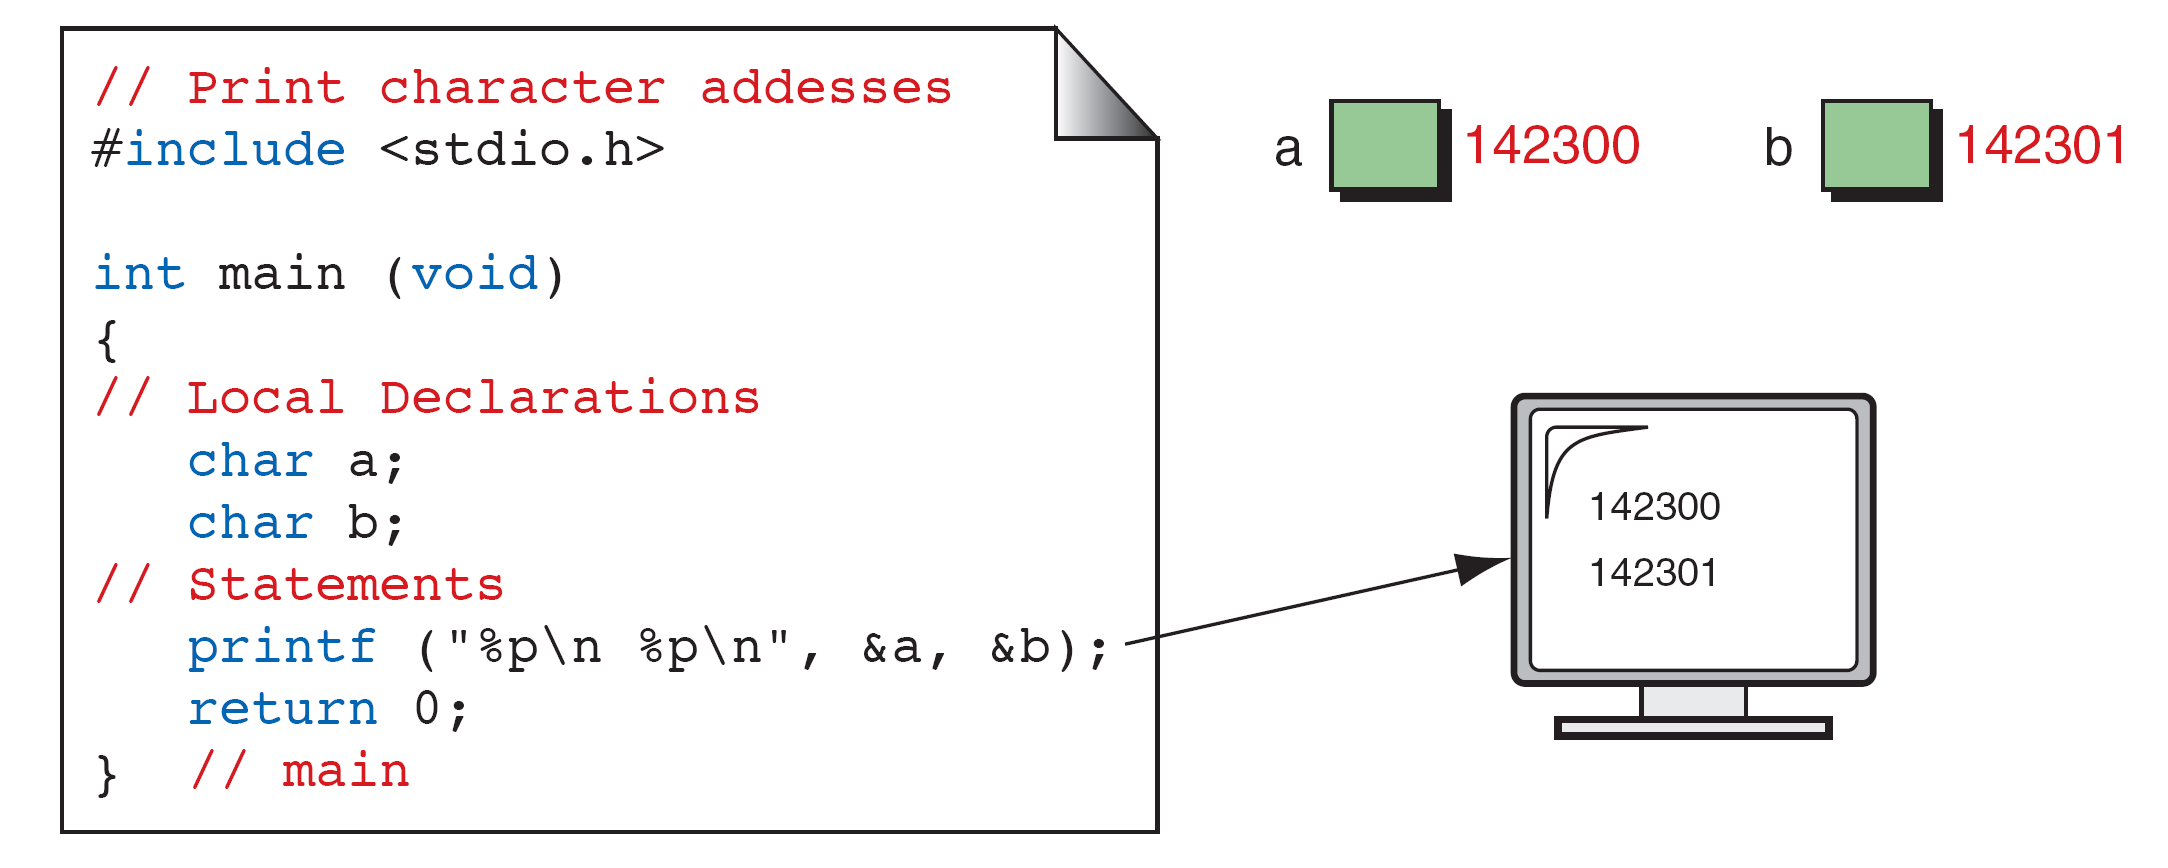 // Print character addesses
#include <stdio.h>
int main (void)
{
// Local Declarations
char a;
char b;
// Statements
printf ("%p\n %p\n", &a, &b);
return 0;
} // main
a 142300 b 142301
142300
142301